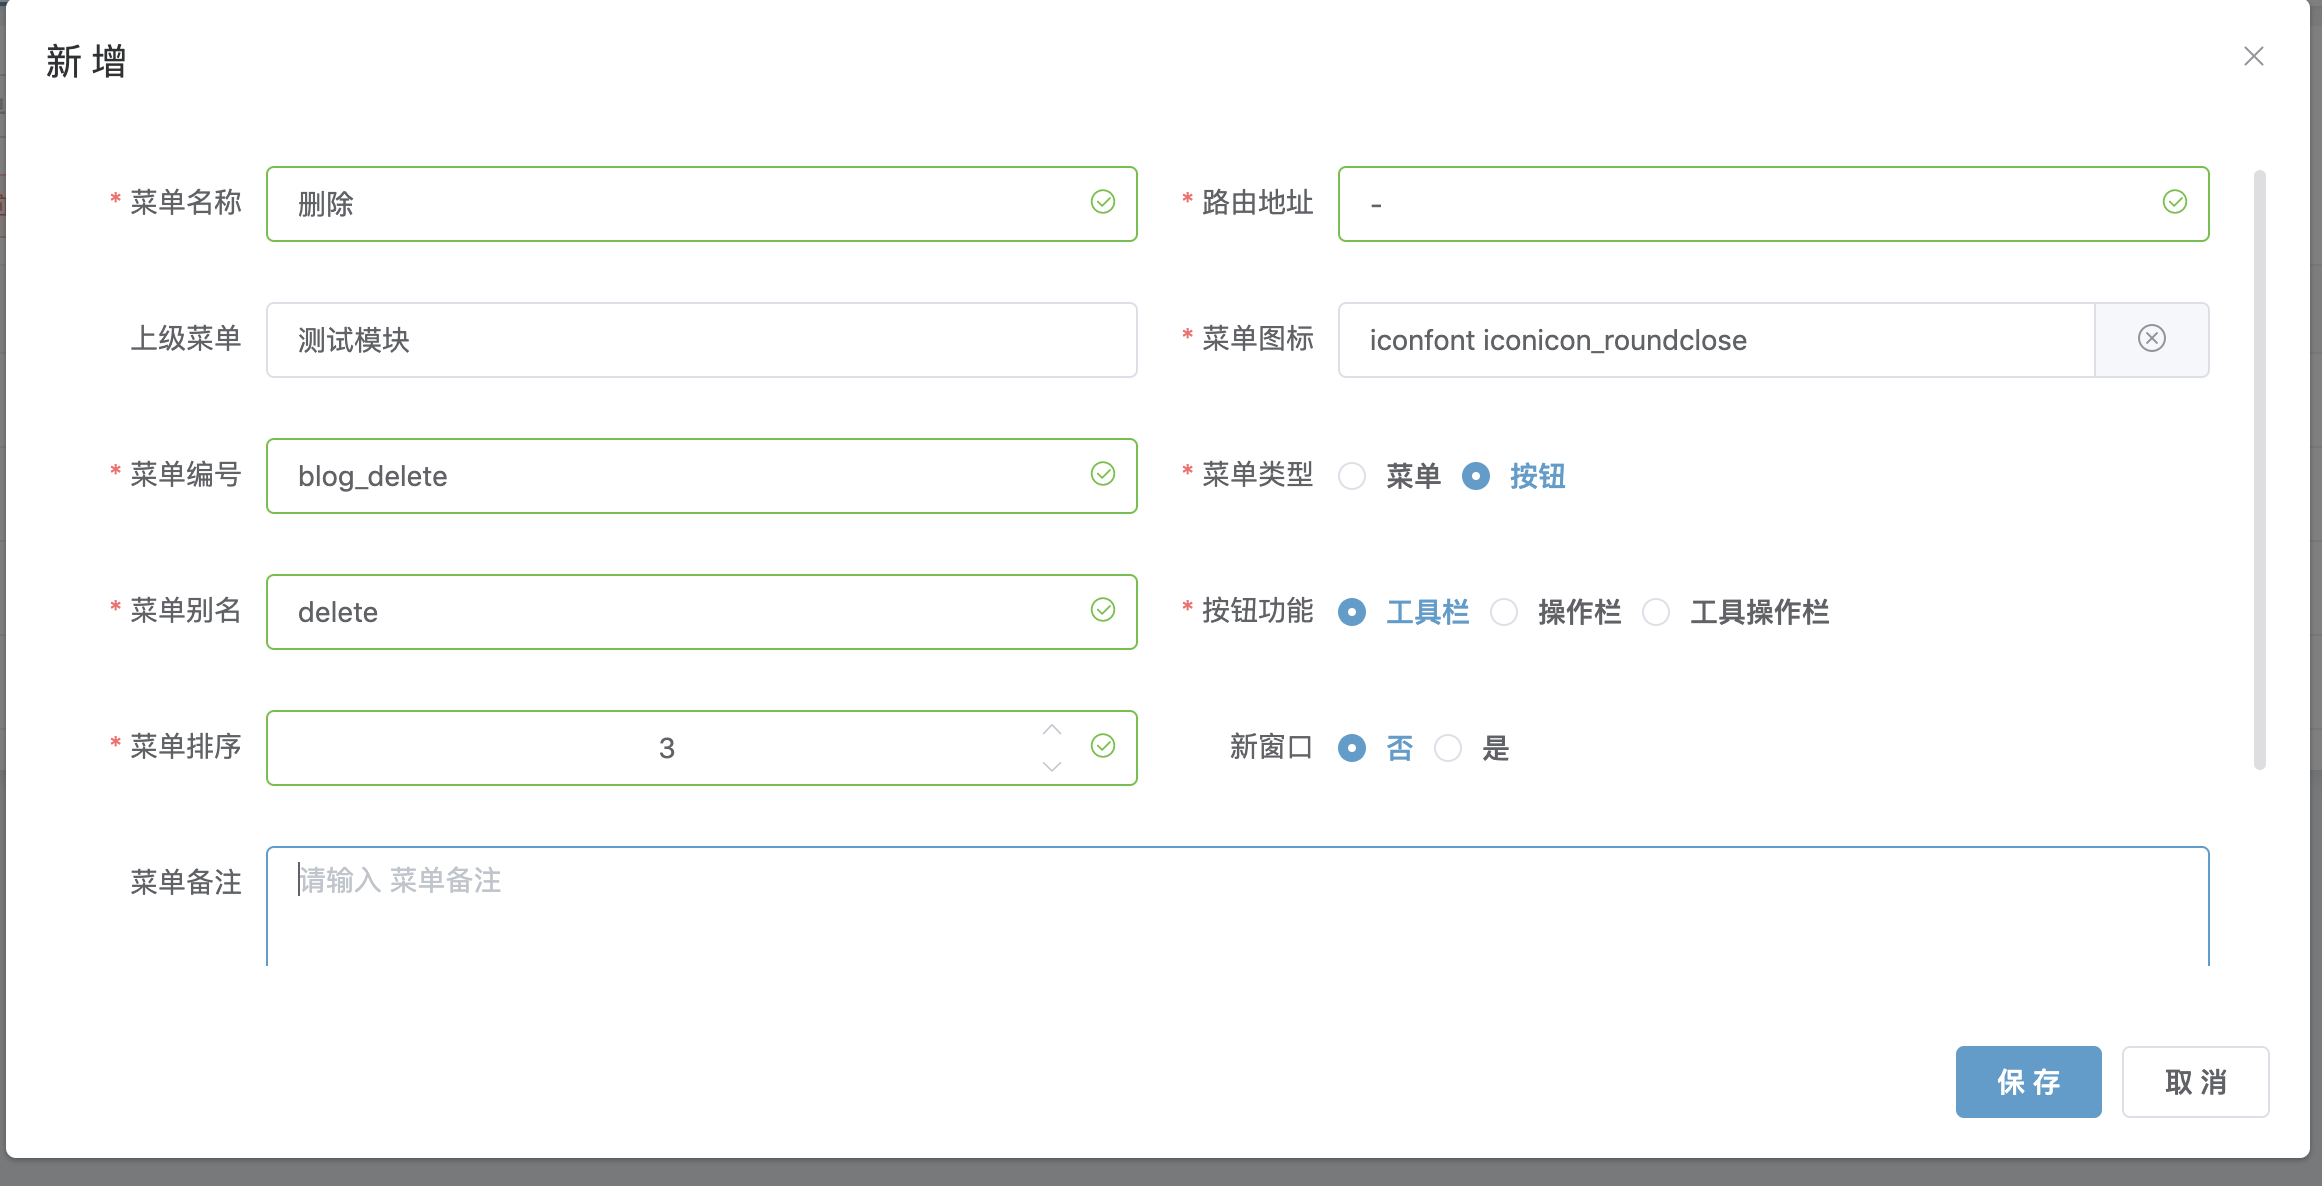 新 增
* 菜单名称 删除 * 路由地址 -
上级菜单 测试模块 * 菜单图标 iconfont iconicon_roundclose
* 菜单编号 blog_delete * 菜单类型 菜单 按钮
* 菜单别名 delete * 按钮功能 工具栏 操作栏 工具操作栏
* 菜单排序 3 新窗口 否 是
菜单备注 请输入 菜单备注
保 存 取 消